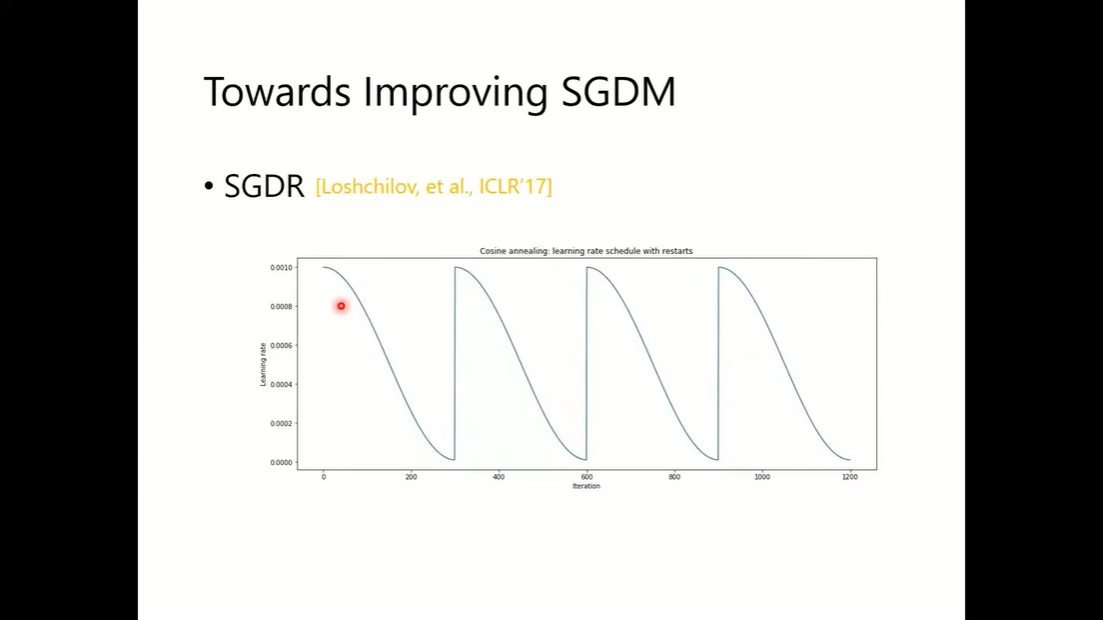 Towards Improving SGDM
• SGDR [Loshchilov, et al., ICLR'17]
Cosine annealing: learning rate schedule with restarts
0.0010
0.0008
0.0006
0.0004
0.0002
0.0000
Learning rate
0 200 400 600 800 1000 1200
Iteration